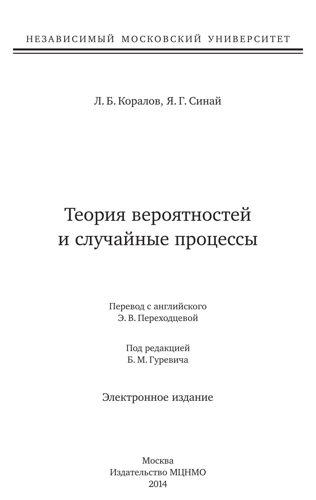 НЕЗАВИСИМЫЙ МОСКОВСКИЙ УНИВЕРСИТЕТ
Л. Б. Коралов, Я. Г. Синай
Теория вероятностей
и случайные процессы
Перевод с английского
Э. В. Переходцевой
Под редакцией
Б. М. Гуревича
Электронное издание
Москва
Издательство МЦНМО
2014